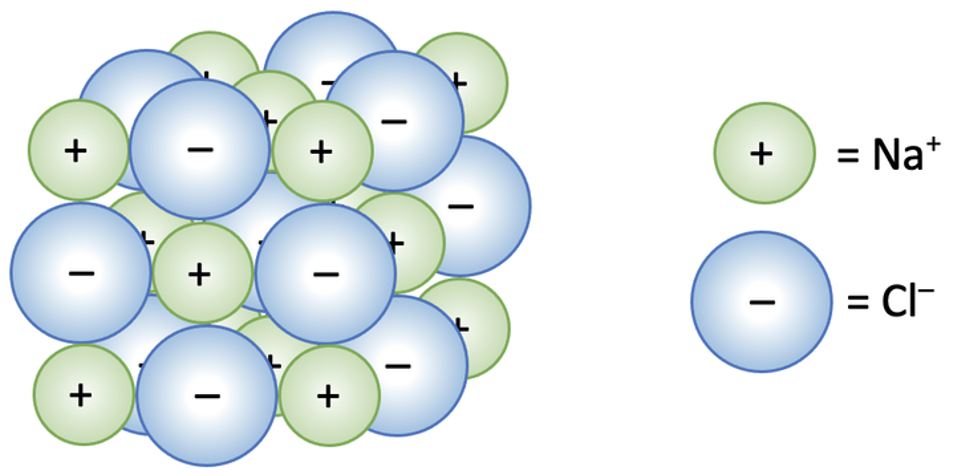 + = Na⁺
− = Cl⁻